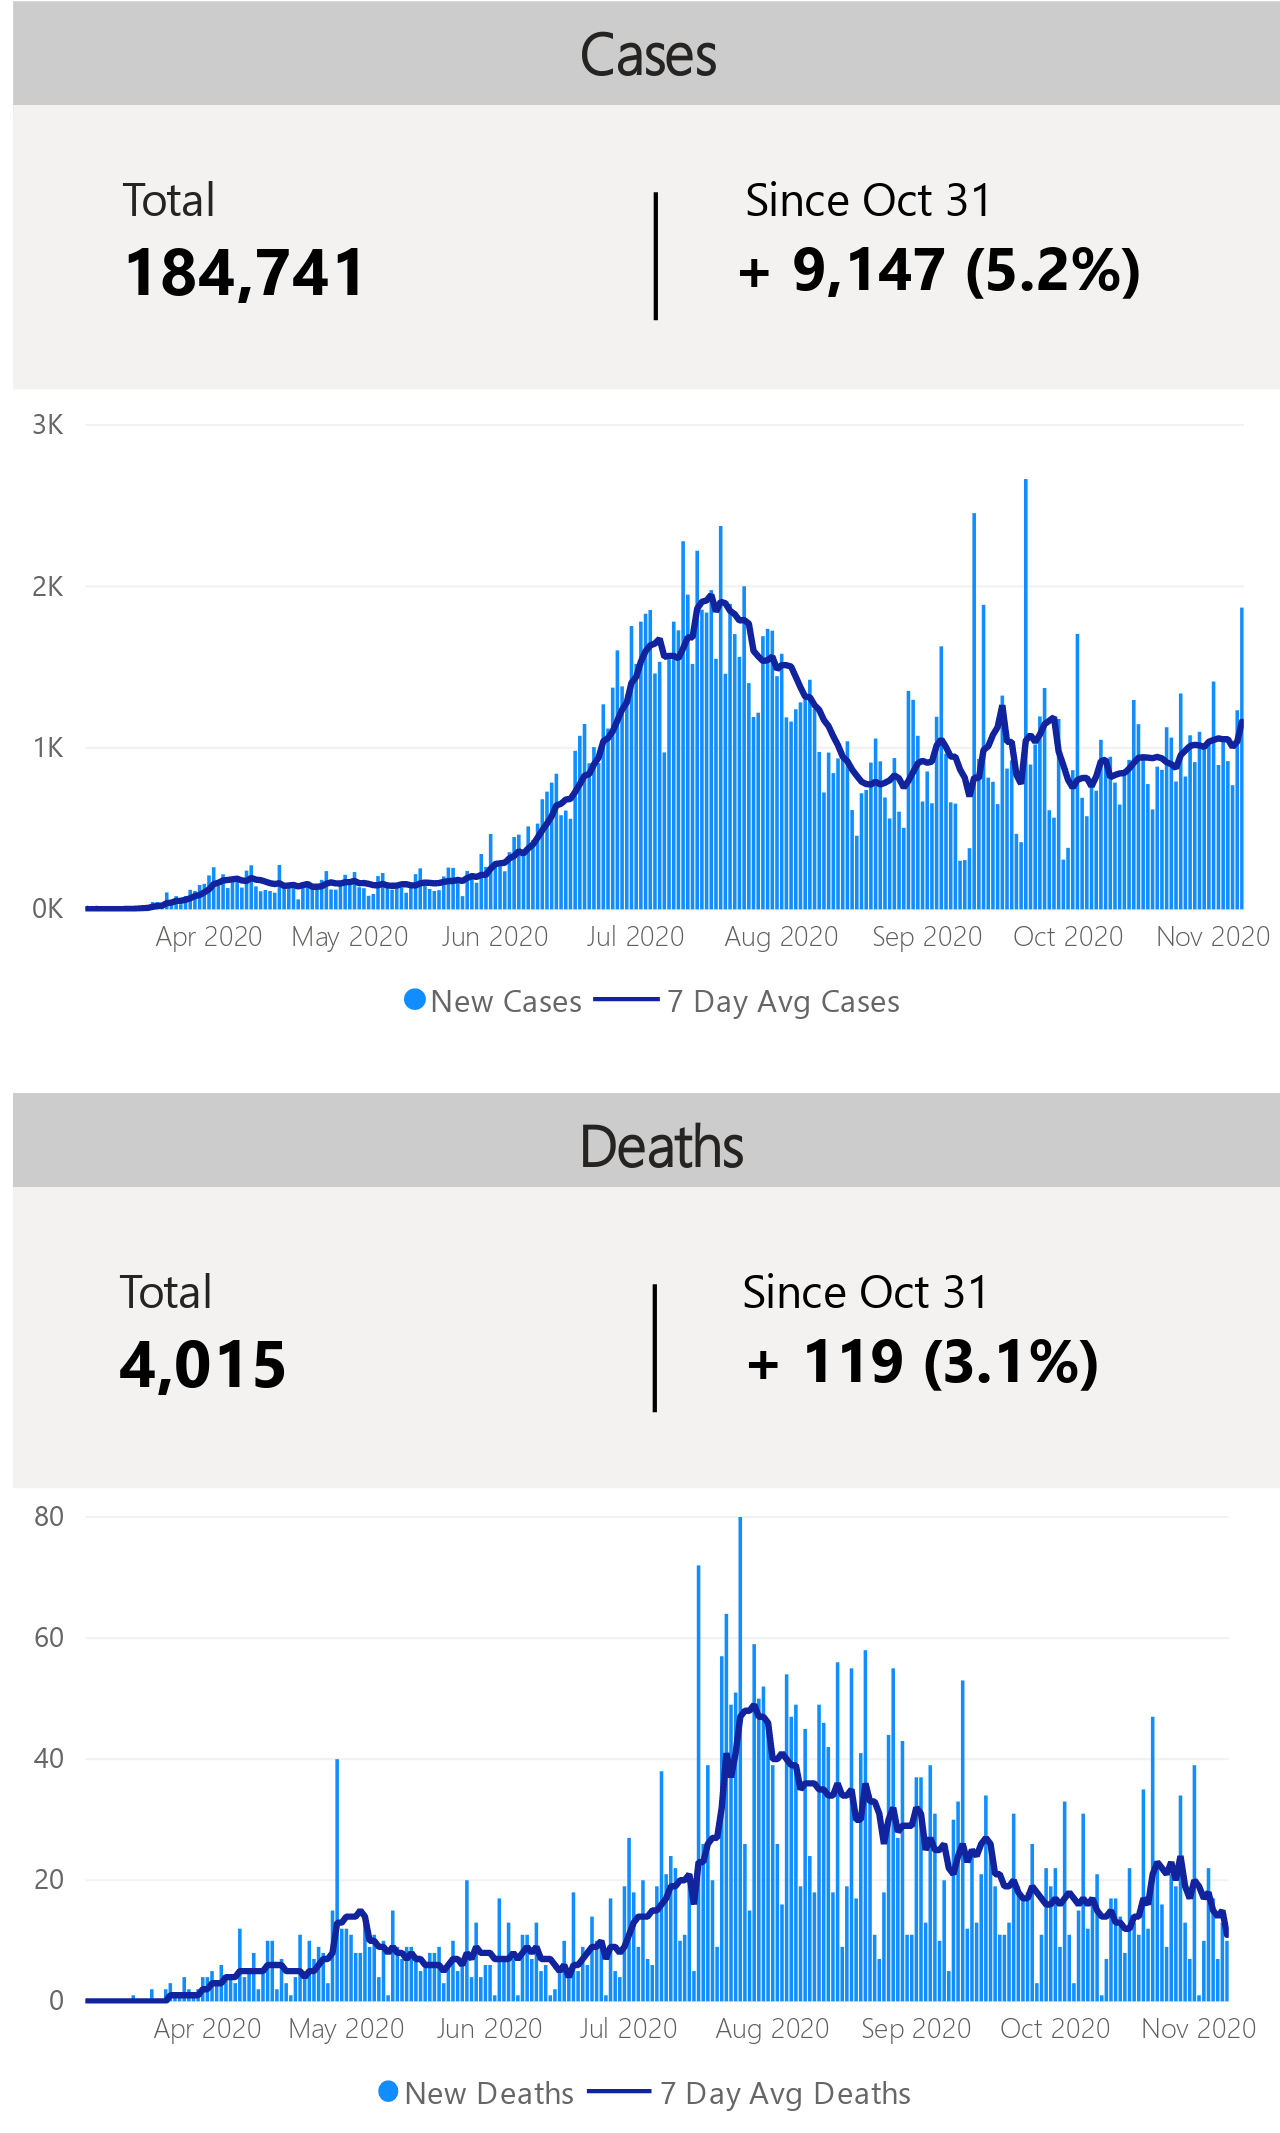 Cases
Total
Since Oct 31
184,741
+ 9,147 (5.2%)
3K
2K
1K
0K
Apr 2020 May 2020 Jun 2020 Jul 2020 Aug 2020 Sep 2020 Oct 2020 Nov 2020
New Cases 7 Day Avg Cases
Deaths
Total
Since Oct 31
4,015
+ 119 (3.1%)
80
60
40
20
0
Apr 2020 May 2020 Jun 2020 Jul 2020 Aug 2020 Sep 2020 Oct 2020 Nov 2020
New Deaths 7 Day Avg Deaths